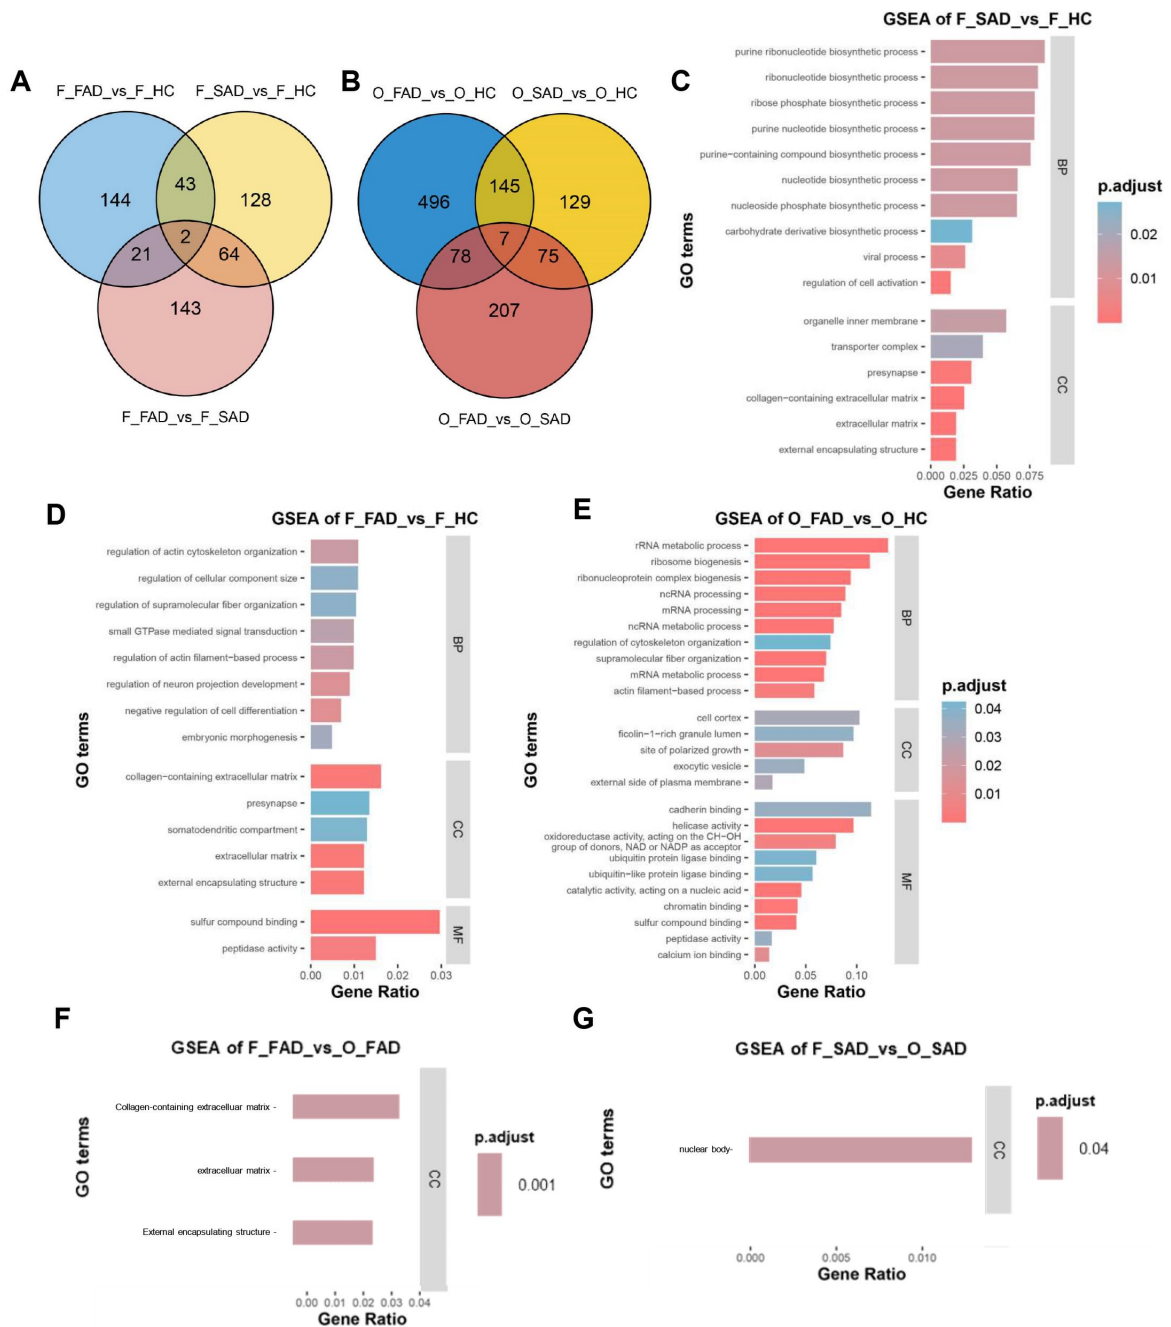 A
F_FAD_vs_F_HC
F_SAD_vs_F_HC
144
43
128
2
21
64
143
F_FAD_vs_F_SAD
B
O_FAD_vs_O_HC
O_SAD_vs_O_HC
496
145
129
7
78
75
207
O_FAD_vs_O_SAD
C
GSEA of F_SAD_vs_F_HC
purine ribonucleotide biosynthetic process
ribonucleotide biosynthetic process
ribose phosphate biosynthetic process
purine nucleotide biosynthetic process
purine-containing compound biosynthetic process
nucleotide biosynthetic process
nucleoside phosphate biosynthetic process
carbohydrate derivative biosynthetic process
viral process
regulation of cell activation
BP
organelle inner membrane
transporter complex
presynapse
collagen-containing extracellular matrix
extracellular matrix
external encapsulating structure
CC
GO terms
0.000 0.025 0.050 0.075
Gene Ratio
p.adjust
0.02
0.01
D
GSEA of F_FAD_vs_F_HC
regulation of actin cytoskeleton organization
regulation of cellular component size
regulation of supramolecular fiber organization
small GTPase mediated signal transduction
regulation of actin filament-based process
regulation of neuron projection development
negative regulation of cell differentiation
embryonic morphogenesis
BP
collagen-containing extracellular matrix
presynapse
somatodendritic compartment
extracellular matrix
external encapsulating structure
CC
sulfur compound binding
peptidase activity
MF
GO terms
0.00 0.01 0.02 0.03
Gene Ratio
E
GSEA of O_FAD_vs_O_HC
rRNA metabolic process
ribosome biogenesis
ribonucleoprotein complex biogenesis
ncRNA processing
mRNA processing
ncRNA metabolic process
regulation of cytoskeleton organization
supramolecular fiber organization
mRNA metabolic process
actin filament-based process
BP
cell cortex
ficolin-1-rich granule lumen
site of polarized growth
exocytic vesicle
external side of plasma membrane
CC
cadherin binding
helicase activity
oxidoreductase activity, acting on the CH-OH
group of donors, NAD or NADP as acceptor
ubiquitin protein ligase binding
ubiquitin-like protein ligase binding
catalytic activity, acting on a nucleic acid
chromatin binding
sulfur compound binding
peptidase activity
calcium ion binding
MF
GO terms
0.00 0.05 0.10
Gene Ratio
p.adjust
0.04
0.03
0.02
0.01
F
GSEA of F_FAD_vs_O_FAD
Collagen-containing extracelluar matrix
extracelluar matrix
External encapsulating structure
CC
GO terms
0.00 0.01 0.02 0.03 0.04
Gene Ratio
p.adjust
0.001
G
GSEA of F_SAD_vs_O_SAD
nuclear body
CC
GO terms
0.000 0.005 0.010
Gene Ratio
p.adjust
0.04